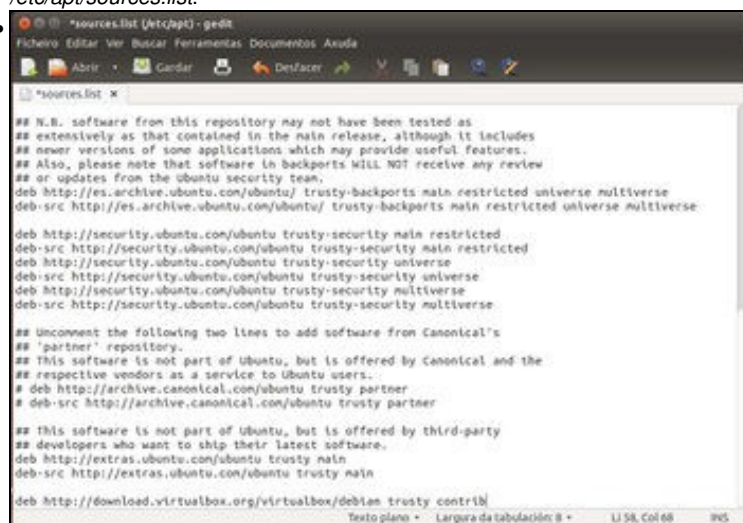 /etc/apt/sources.list.
*sources.list (/etc/apt) - gedit
Ficheiro Editar Ver Buscar Ferramentas Documentos Axuda
Abrir Gardar Desfacer
*sources.list ×
## N.B. software from this repository may not have been tested as
## extensively as that contained in the main release, although it includes
## newer versions of some applications which may provide useful features.
## Also, please note that software in backports WILL NOT receive any review
## or updates from the Ubuntu security team.
deb http://es.archive.ubuntu.com/ubuntu/ trusty-backports main restricted universe multiverse
deb-src http://es.archive.ubuntu.com/ubuntu/ trusty-backports main restricted universe multiverse
deb http://security.ubuntu.com/ubuntu trusty-security main restricted
deb-src http://security.ubuntu.com/ubuntu trusty-security main restricted
deb http://security.ubuntu.com/ubuntu trusty-security universe
deb-src http://security.ubuntu.com/ubuntu trusty-security universe
deb http://security.ubuntu.com/ubuntu trusty-security multiverse
deb-src http://security.ubuntu.com/ubuntu trusty-security multiverse
## Uncomment the following two lines to add software from Canonical's
## 'partner' repository.
## This software is not part of Ubuntu, but is offered by Canonical and the
## respective vendors as a service to Ubuntu users.
# deb http://archive.canonical.com/ubuntu trusty partner
# deb-src http://archive.canonical.com/ubuntu trusty partner
## This software is not part of Ubuntu, but is offered by third-party
## developers who want to ship their latest software.
deb http://extras.ubuntu.com/ubuntu trusty main
deb-src http://extras.ubuntu.com/ubuntu trusty main
deb http://download.virtualbox.org/virtualbox/debian trusty contrib
Texto plano Largura da tabulación: 8 Li 58, Col 68 INS